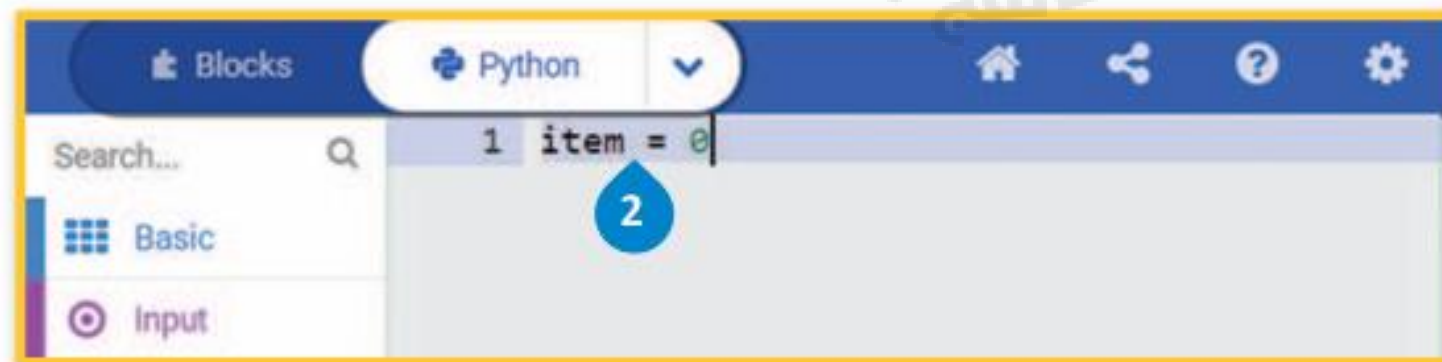 Blocks
Python
Search...
1 item = 0
2
Basic
Input